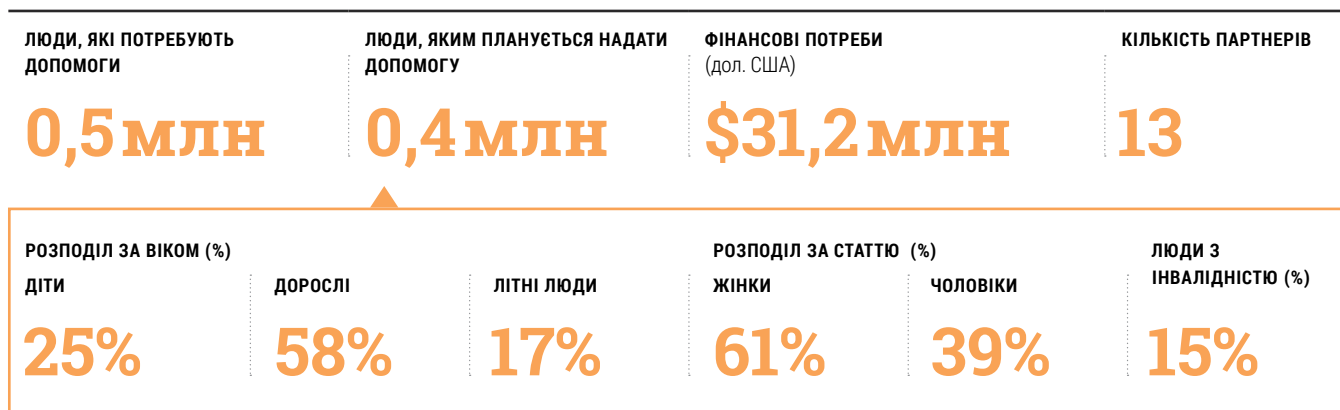 ЛЮДИ, ЯКІ ПОТРЕБУЮТЬ
ДОПОМОГИ
0,5 млн
ЛЮДИ, ЯКИМ ПЛАНУЄТЬСЯ НАДАТИ
ДОПОМОГУ
0,4 млн
ФІНАНСОВІ ПОТРЕБИ
(дол. США)
$31,2 млн
КІЛЬКІСТЬ ПАРТНЕРІВ
13
РОЗПОДІЛ ЗА ВІКОМ (%)
ДІТИ
25%
ДОРОСЛІ
58%
ЛІТНІ ЛЮДИ
17%
РОЗПОДІЛ ЗА СТАТТЮ (%)
ЖІНКИ
61%
ЧОЛОВІКИ
39%
ЛЮДИ З
ІНВАЛІДНІСТЮ (%)
15%